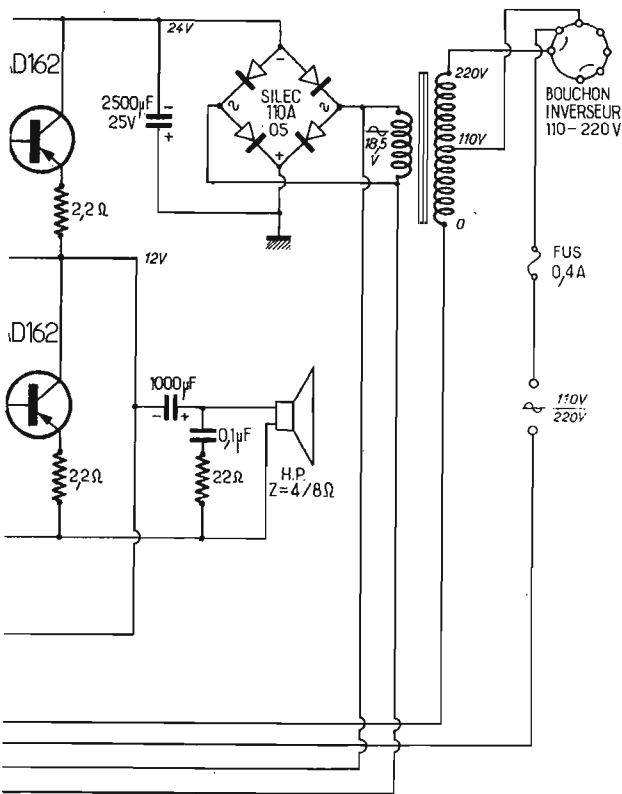 24V
D162
2500µF
25V
-
+
-
SILEC
110A
05
+
~
~
18,5
V
220V
110V
0
BOUCHON
INVERSEUR
110-220V
2,2Ω
12V
FUS
0,4A
D162
1000µF
- +
0,1µF
22Ω
2,2Ω
H.P.
Z=4/8Ω
110V
220V